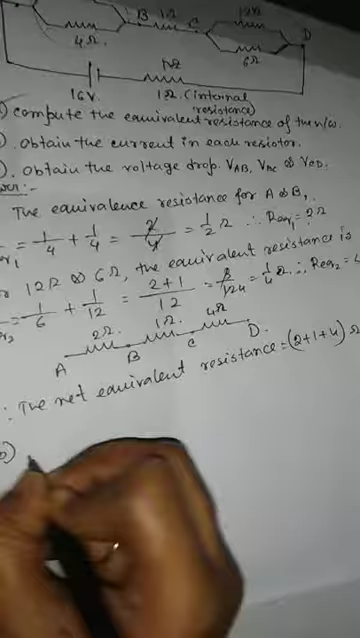 B 1Ω C 12Ω
4Ω 6Ω D
16V 1Ω (internal resistance)
) compute the equivalent resistance of the n/w.
). obtain the current in each resistor.
). obtain the voltage drop. VAB, VBC & VCD.
wer :-
The equivalence resistance for A & B,
= 1/4 + 1/4 = 2/4 = 1/2 Ω ∴ Req1 = 2Ω
r 12Ω & 6Ω, the equivalent resistance is
= 1/6 + 1/12 = 2+1/12 = 3/12 4 = 1/4 Ω ∴ Req2 = 4
2Ω 1Ω 4Ω
A B C D.
∴ The net equivalent resistance = (2+1+4) Ω
b)